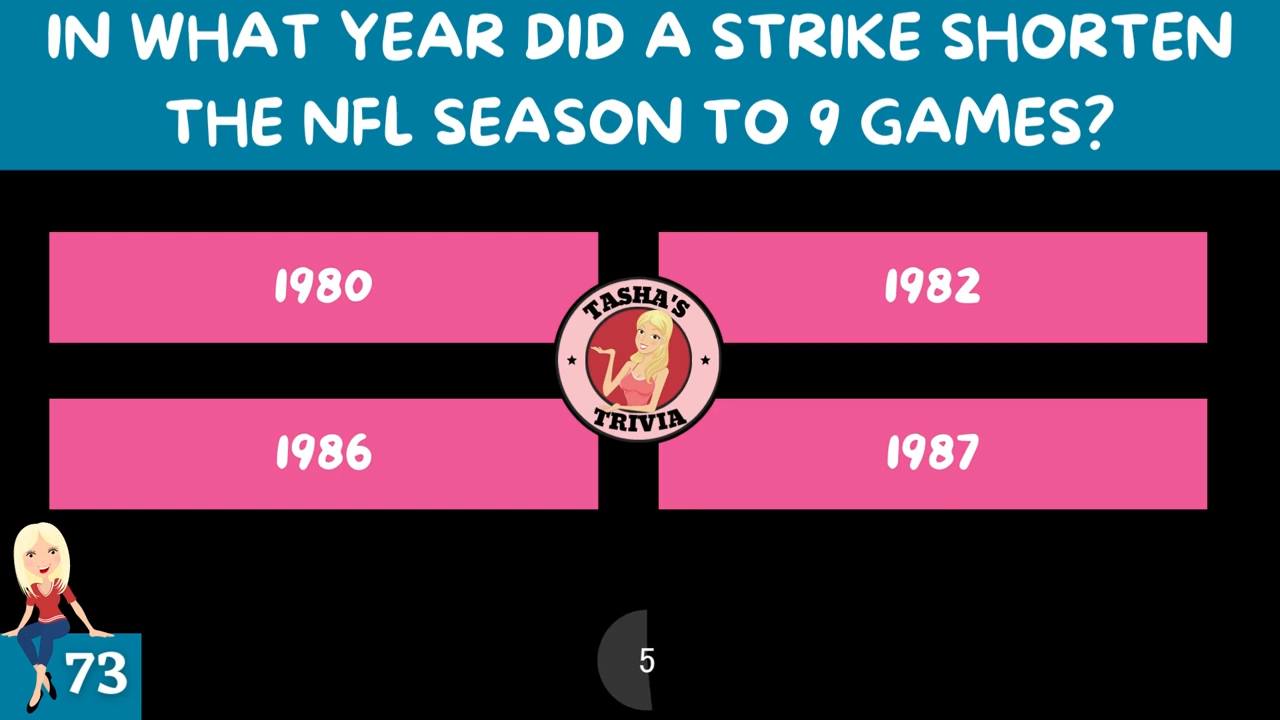 IN WHAT YEAR DID A STRIKE SHORTEN
THE NFL SEASON TO 9 GAMES?
1980
1982
TASHA'S
TRIVIA
1986
1987
73
5